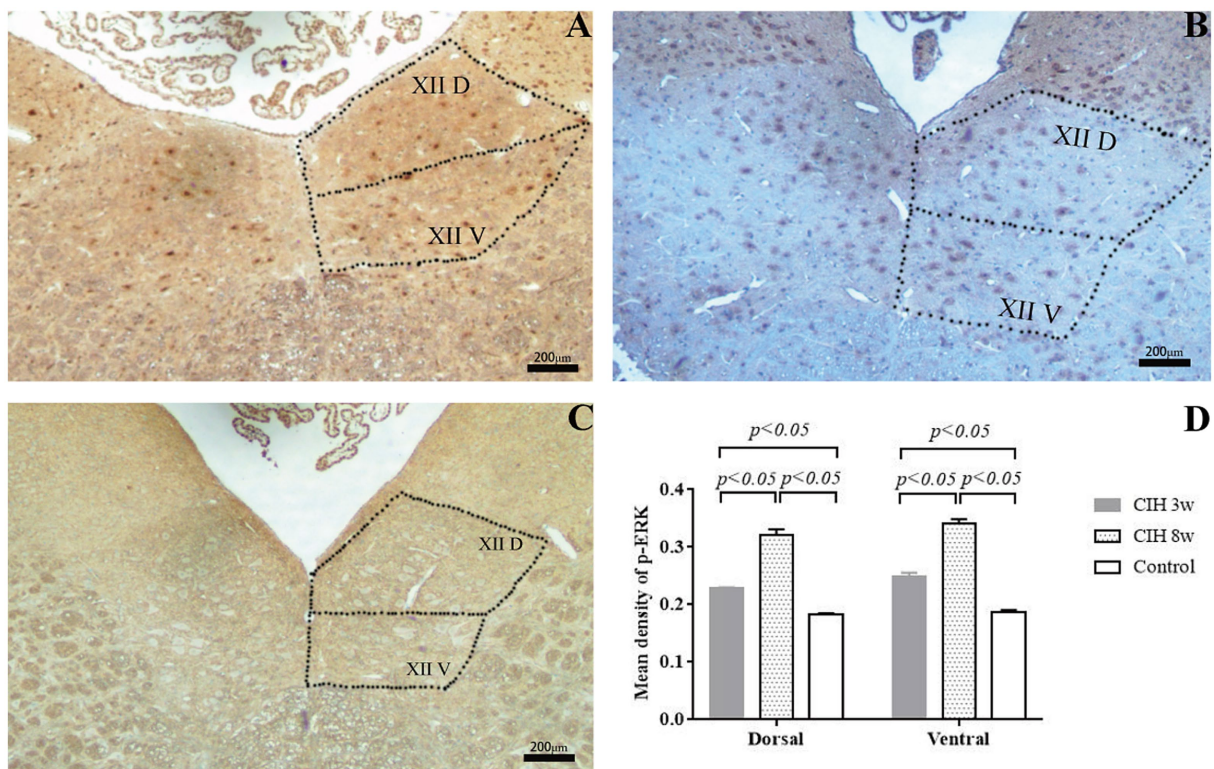 A
XII D
XII V
200μm
B
XII D
XII V
200μm
C
XII D
XII V
200μm
D
p<0.05
p<0.05
p<0.05 p<0.05
p<0.05 p<0.05
Mean density of p-ERK
0.4
0.3
0.2
0.1
0.0
Dorsal
Ventral
CIH 3w
CIH 8w
Control